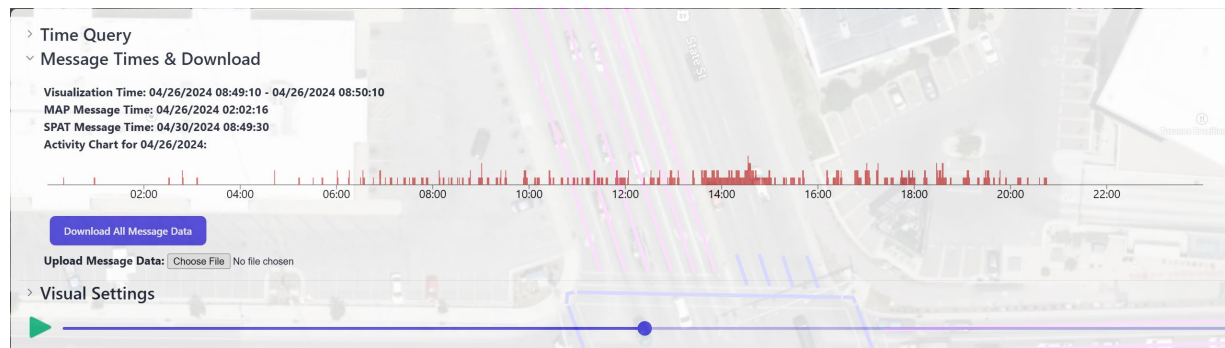 Time Query
Message Times & Download
Visualization Time: 04/26/2024 08:49:10 - 04/26/2024 08:50:10
MAP Message Time: 04/26/2024 02:02:16
SPAT Message Time: 04/30/2024 08:49:30
Activity Chart for 04/26/2024:
02:00 04:00 06:00 08:00 10:00 12:00 14:00 16:00 18:00 20:00 22:00
Download All Message Data
Upload Message Data: Choose File No file chosen
Visual Settings
State St